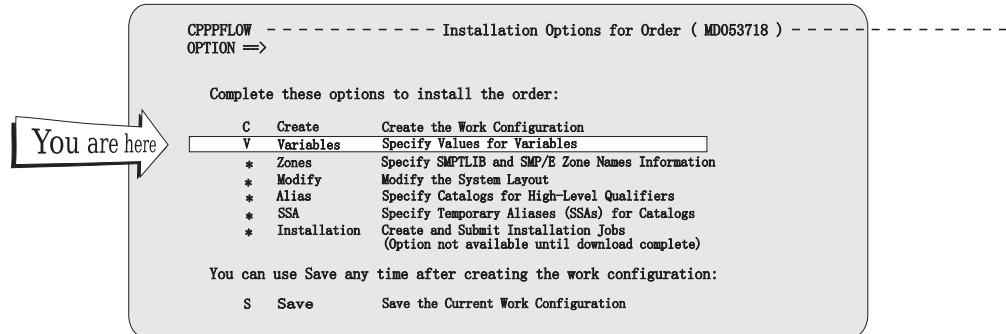 CPPPFLOW - - - - - - - - - - - - Installation Options for Order ( MD053718 ) - - - - - - - - - - - - - - - -
OPTION ==>
Complete these options to install the order:
You are here
C Create Create the Work Configuration
V Variables Specify Values for Variables
* Zones Specify SMPTLIB and SMP/E Zone Names Information
* Modify Modify the System Layout
* Alias Specify Catalogs for High-Level Qualifiers
* SSA Specify Temporary Aliases (SSAs) for Catalogs
* Installation Create and Submit Installation Jobs
(Option not available until download complete)
You can use Save any time after creating the work configuration:
S Save Save the Current Work Configuration